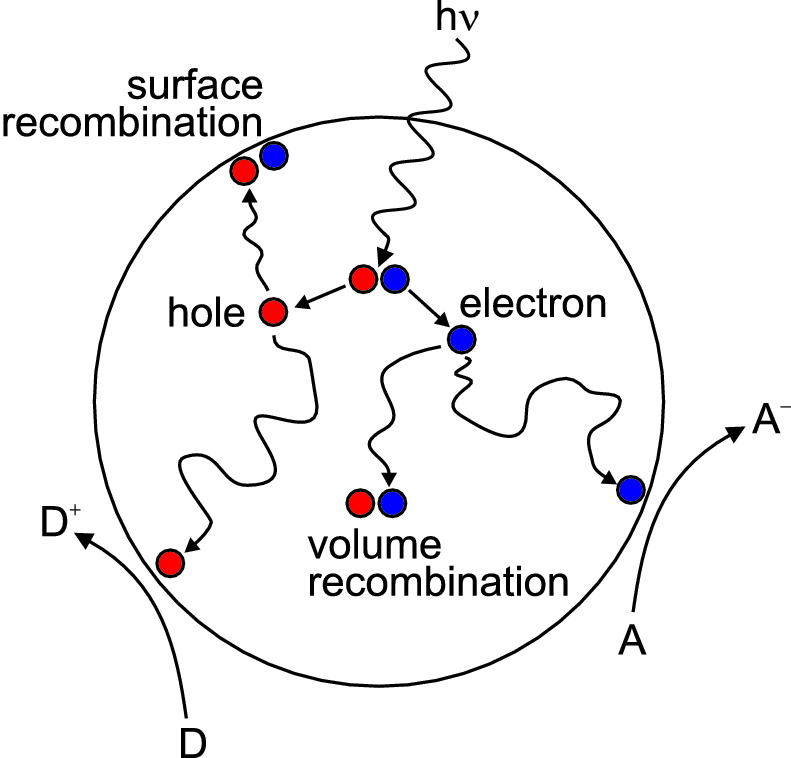 hν
surface
recombination
hole
electron
A⁻
D⁺
volume
recombination
A
D